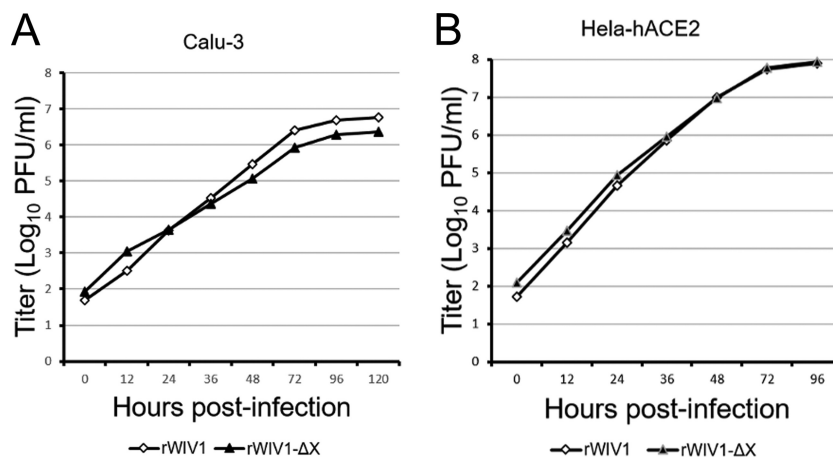 A
Calu-3
Titer (Log10 PFU/ml)
8
7
6
5
4
3
2
1
0
0 12 24 36 48 72 96 120
Hours post-infection
rWIV1 rWIV1-ΔX
B
Hela-hACE2
Titer (Log10 PFU/ml)
8
7
6
5
4
3
2
1
0
0 12 24 36 48 72 96
Hours post-infection
rWIV1 rWIV1-ΔX